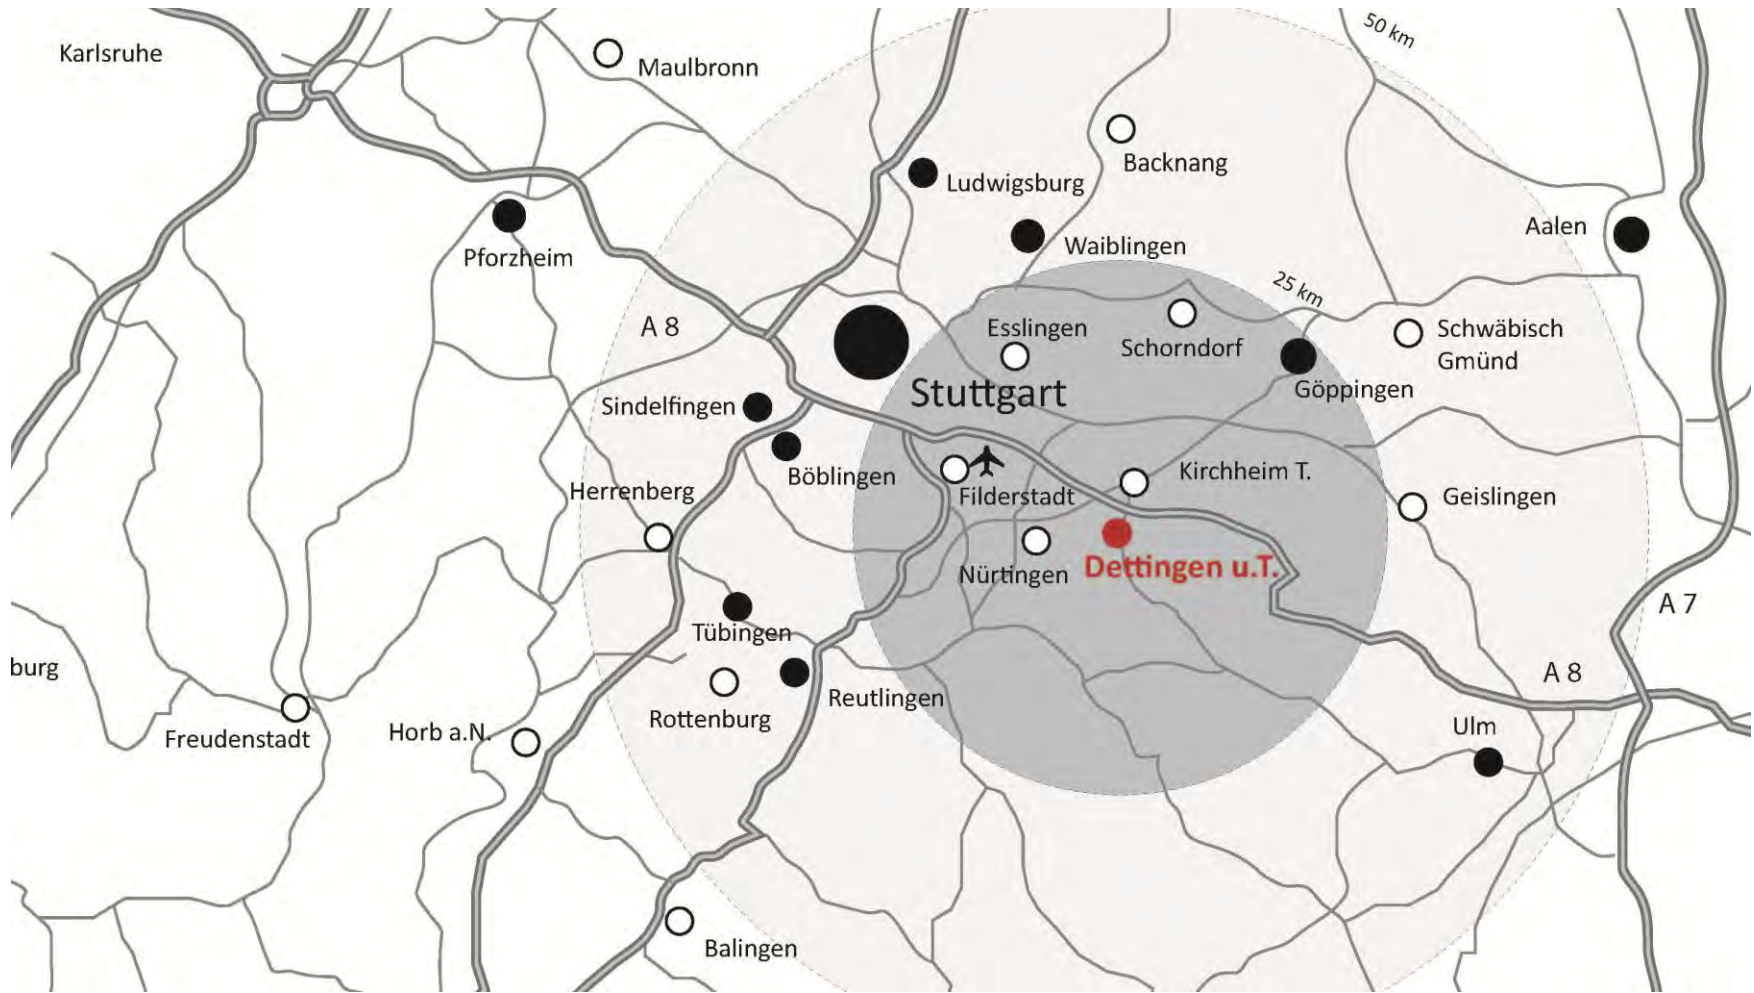 50 km
Karlsruhe
Maulbronn
Backnang
Ludwigsburg
Aalen
Waiblingen
Pforzheim
25 km
A 8
Esslingen
Schorndorf
Schwäbisch
Gmünd
Stuttgart
Göppingen
Sindelfingen
Böblingen
Kirchheim T.
Herrenberg
Filderstadt
Geislingen
Nürtingen
Dettingen u.T.
A 7
Tübingen
burg
A 8
Reutlingen
Rottenburg
Ulm
Horb a.N.
Freudenstadt
Balingen